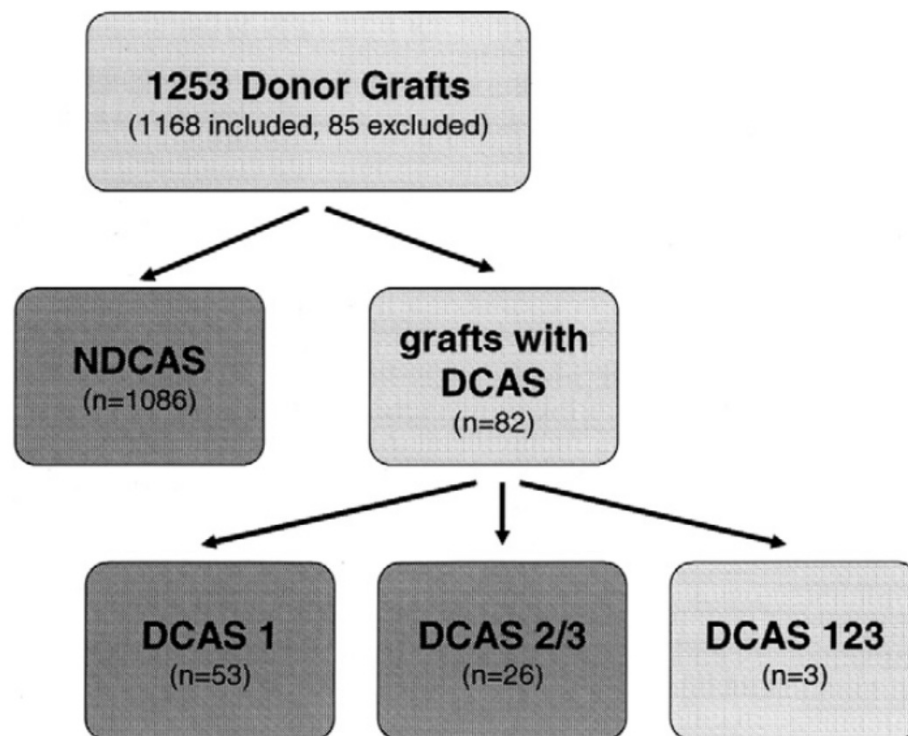 1253 Donor Grafts
(1168 included, 85 excluded)
NDCAS
(n=1086)
grafts with
DCAS
(n=82)
DCAS 1
(n=53)
DCAS 2/3
(n=26)
DCAS 123
(n=3)